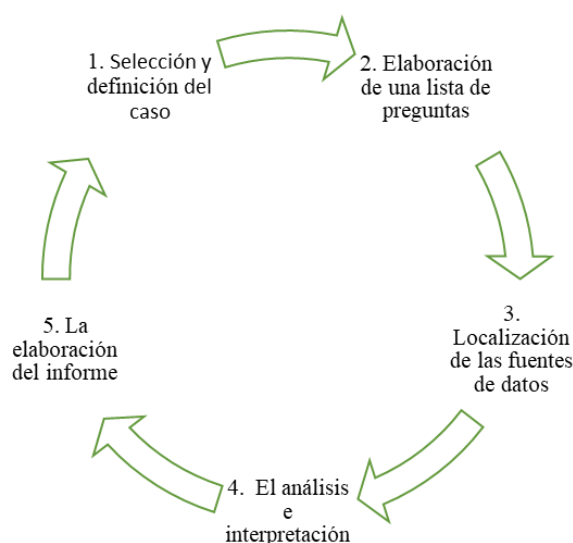 1. Selección y
definición del
caso
2. Elaboración
de una lista de
preguntas
3.
Localización
de las fuentes
de datos
4. El análisis
e
interpretación
5. La
elaboración
del informe